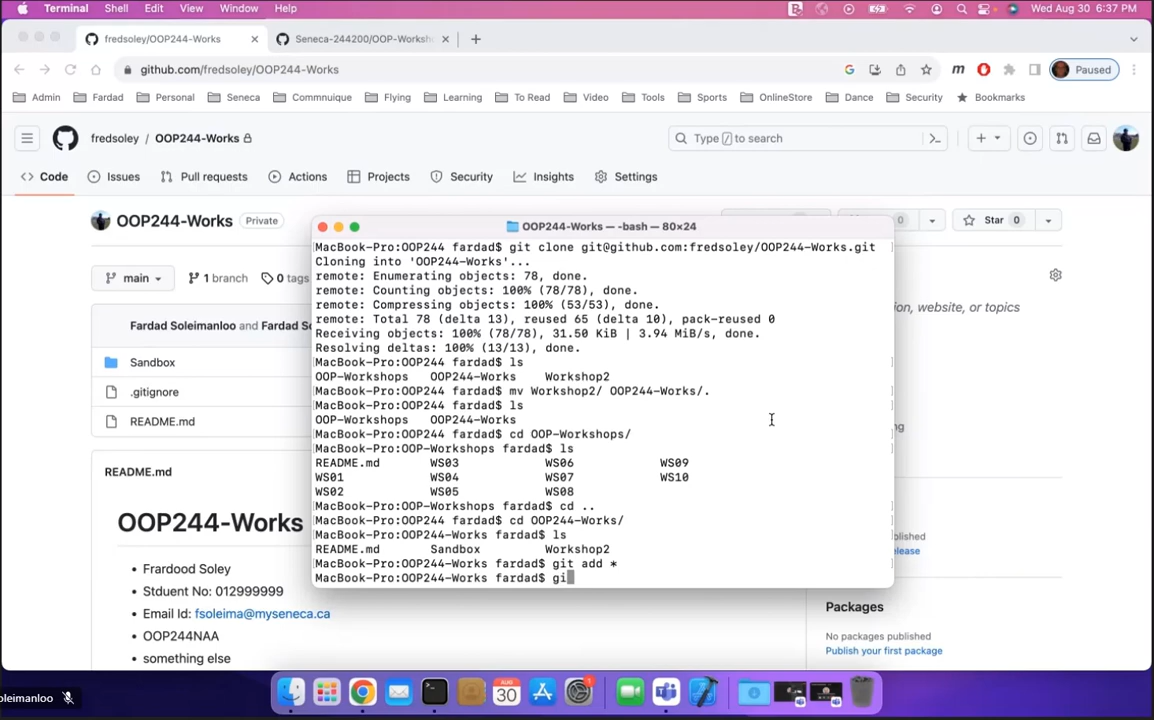 Terminal Shell Edit View Window Help Wed Aug 30 6:37 PM
fredsoley/OOP244-Works Seneca-244200/OOP-Worksh
github.com/fredsoley/OOP244-Works Paused
Admin Fardad Personal Seneca Commnuique Flying Learning To Read Video Tools Sports OnlineStore Dance Security Bookmarks
fredsoley / OOP244-Works Type / to search
Code Issues Pull requests Actions Projects Security Insights Settings
OOP244-Works Private 0 Star 0
main 1 branch 0 tags
Fardad Soleimanloo and Fardad So
Sandbox
.gitignore
README.md
README.md
OOP244-Works
Frardood Soley
Stduent No: 012999999
Email Id: fsoleima@myseneca.ca
OOP244NAA
something else
OOP244-Works — -bash — 80×24
MacBook-Pro:OOP244 fardad$ git clone git@github.com:fredsoley/OOP244-Works.git
Cloning into 'OOP244-Works'...
remote: Enumerating objects: 78, done.
remote: Counting objects: 100% (78/78), done.
remote: Compressing objects: 100% (53/53), done.
remote: Total 78 (delta 13), reused 65 (delta 10), pack-reused 0
Receiving objects: 100% (78/78), 31.50 KiB | 3.94 MiB/s, done.
Resolving deltas: 100% (13/13), done.
MacBook-Pro:OOP244 fardad$ ls
OOP-Workshops OOP244-Works Workshop2
MacBook-Pro:OOP244 fardad$ mv Workshop2/ OOP244-Works/.
MacBook-Pro:OOP244 fardad$ ls
OOP-Workshops OOP244-Works
MacBook-Pro:OOP244 fardad$ cd OOP-Workshops/
MacBook-Pro:OOP-Workshops fardad$ ls
README.md WS03 WS06 WS09
WS01 WS04 WS07 WS10
WS02 WS05 WS08
MacBook-Pro:OOP-Workshops fardad$ cd ..
MacBook-Pro:OOP244 fardad$ cd OOP244-Works/
MacBook-Pro:OOP244-Works fardad$ ls
README.md Sandbox Workshop2
MacBook-Pro:OOP244-Works fardad$ git add *
MacBook-Pro:OOP244-Works fardad$ gi
on, website, or topics
ng
blished
lease
Packages
No packages published
Publish your first package
AUG
30
1
oleimanloo